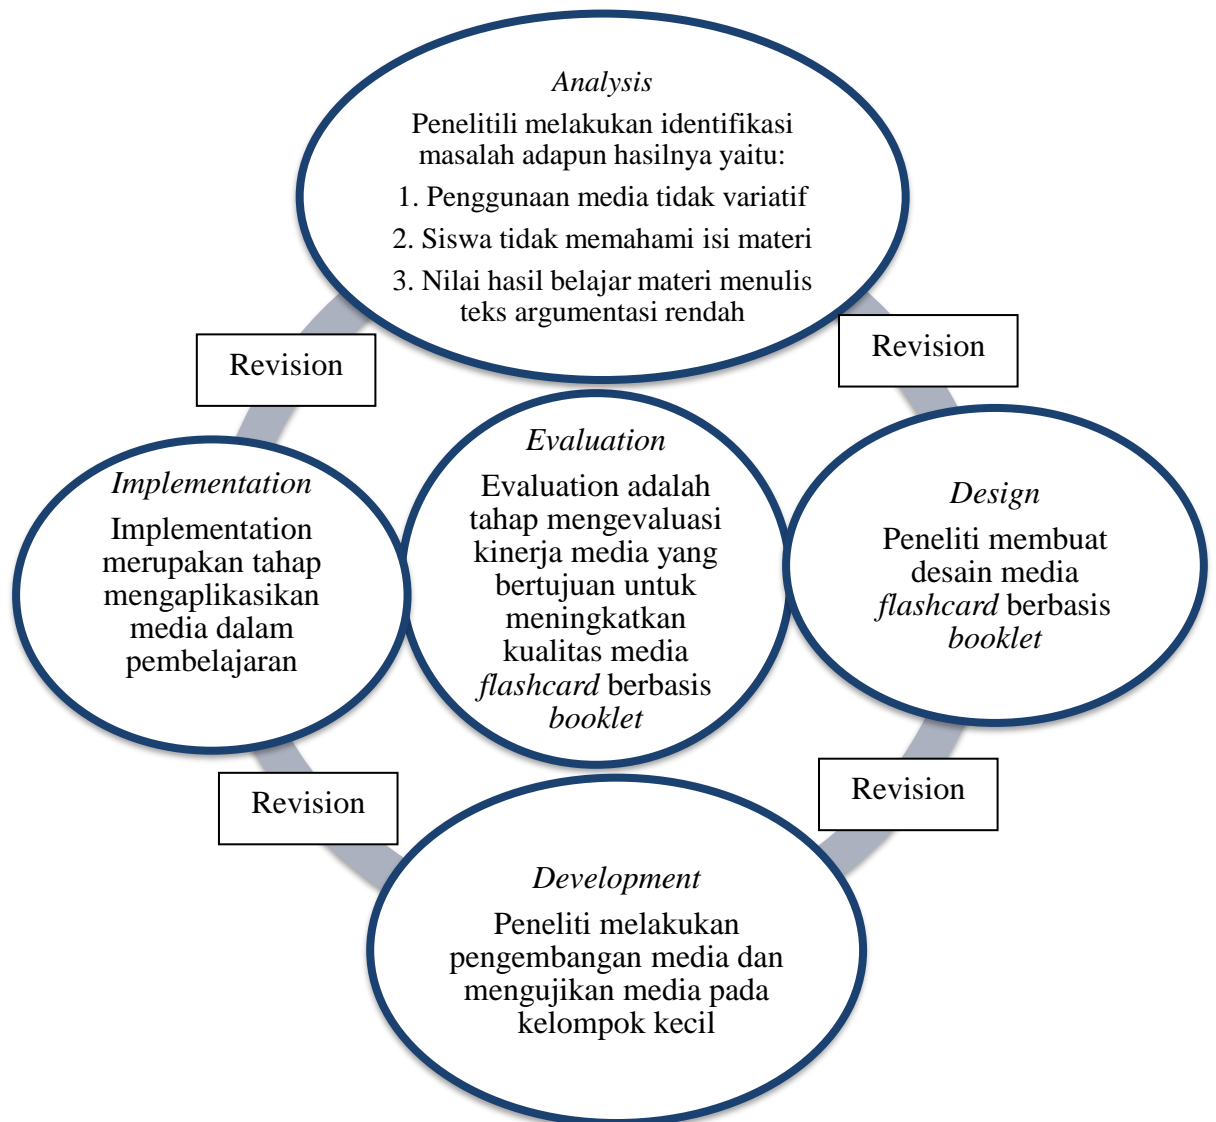 Analysis
Penelitili melakukan identifikasi
masalah adapun hasilnya yaitu:
1. Penggunaan media tidak variatif
2. Siswa tidak memahami isi materi
3. Nilai hasil belajar materi menulis
teks argumentasi rendah
Revision
Revision
Implementation
Implementation
merupakan tahap
mengaplikasikan
media dalam
pembelajaran
Evaluation
Evaluation adalah
tahap mengevaluasi
kinerja media yang
bertujuan untuk
meningkatkan
kualitas media
flashcard berbasis
booklet
Design
Peneliti membuat
desain media
flashcard berbasis
booklet
Revision
Revision
Development
Peneliti melakukan
pengembangan media dan
mengujikan media pada
kelompok kecil